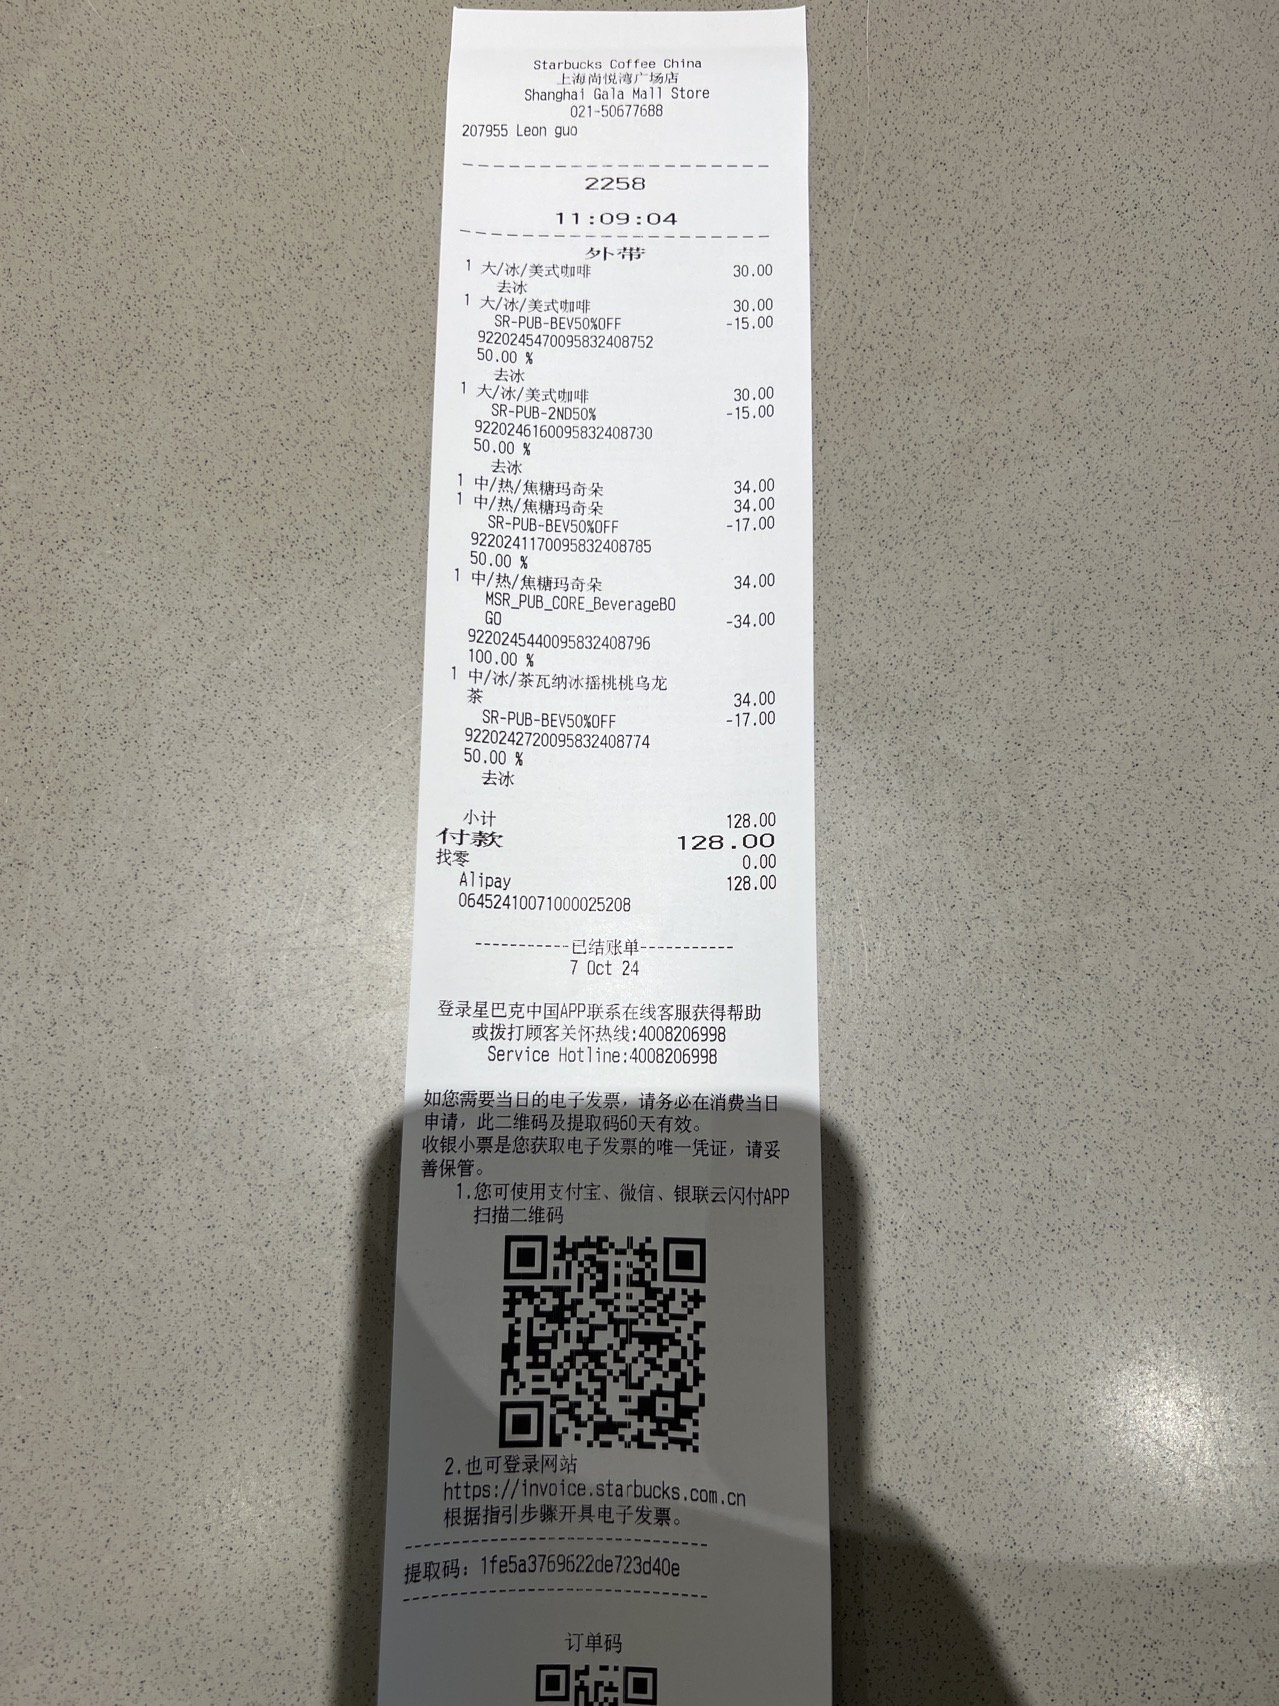 Starbucks Coffee China
上海尚悦湾广场店
Shanghai Gala Mall Store
021-50677688
207955 Leon guo
2258
11:09:04
外带
1 大/冰/美式咖啡 30.00
去冰
1 大/冰/美式咖啡 30.00
SR-PUB-BEV50%OFF -15.00
9220245470095832408752
50.00 %
去冰
1 大/冰/美式咖啡 30.00
SR-PUB-2ND50% -15.00
9220246160095832408730
50.00 %
去冰
1 中/热/焦糖玛奇朵 34.00
1 中/热/焦糖玛奇朵 34.00
SR-PUB-BEV50%OFF -17.00
9220241170095832408785
50.00 %
1 中/热/焦糖玛奇朵 34.00
MSR_PUB_CORE_BeverageBO
GO -34.00
9220245440095832408796
100.00 %
1 中/冰/茶瓦纳冰摇桃桃乌龙
茶 34.00
SR-PUB-BEV50%OFF -17.00
9220242720095832408774
50.00 %
去冰
小计 128.00
付款 128.00
找零 0.00
Alipay 128.00
06452410071000025208
-----------已结账单-----------
7 Oct 24
登录星巴克中国APP联系在线客服获得帮助
或拨打顾客关怀热线:4008206998
Service Hotline:4008206998
如您需要当日的电子发票，请务必在消费当日
申请，此二维码及提取码60天有效。
收银小票是您获取电子发票的唯一凭证，请妥
善保管。
1.您可使用支付宝、微信、银联云闪付APP
扫描二维码
2.也可登录网站
https://invoice.starbucks.com.cn
根据指引步骤开具电子发票。
提取码：1fe5a3769622de723d40e
订单码